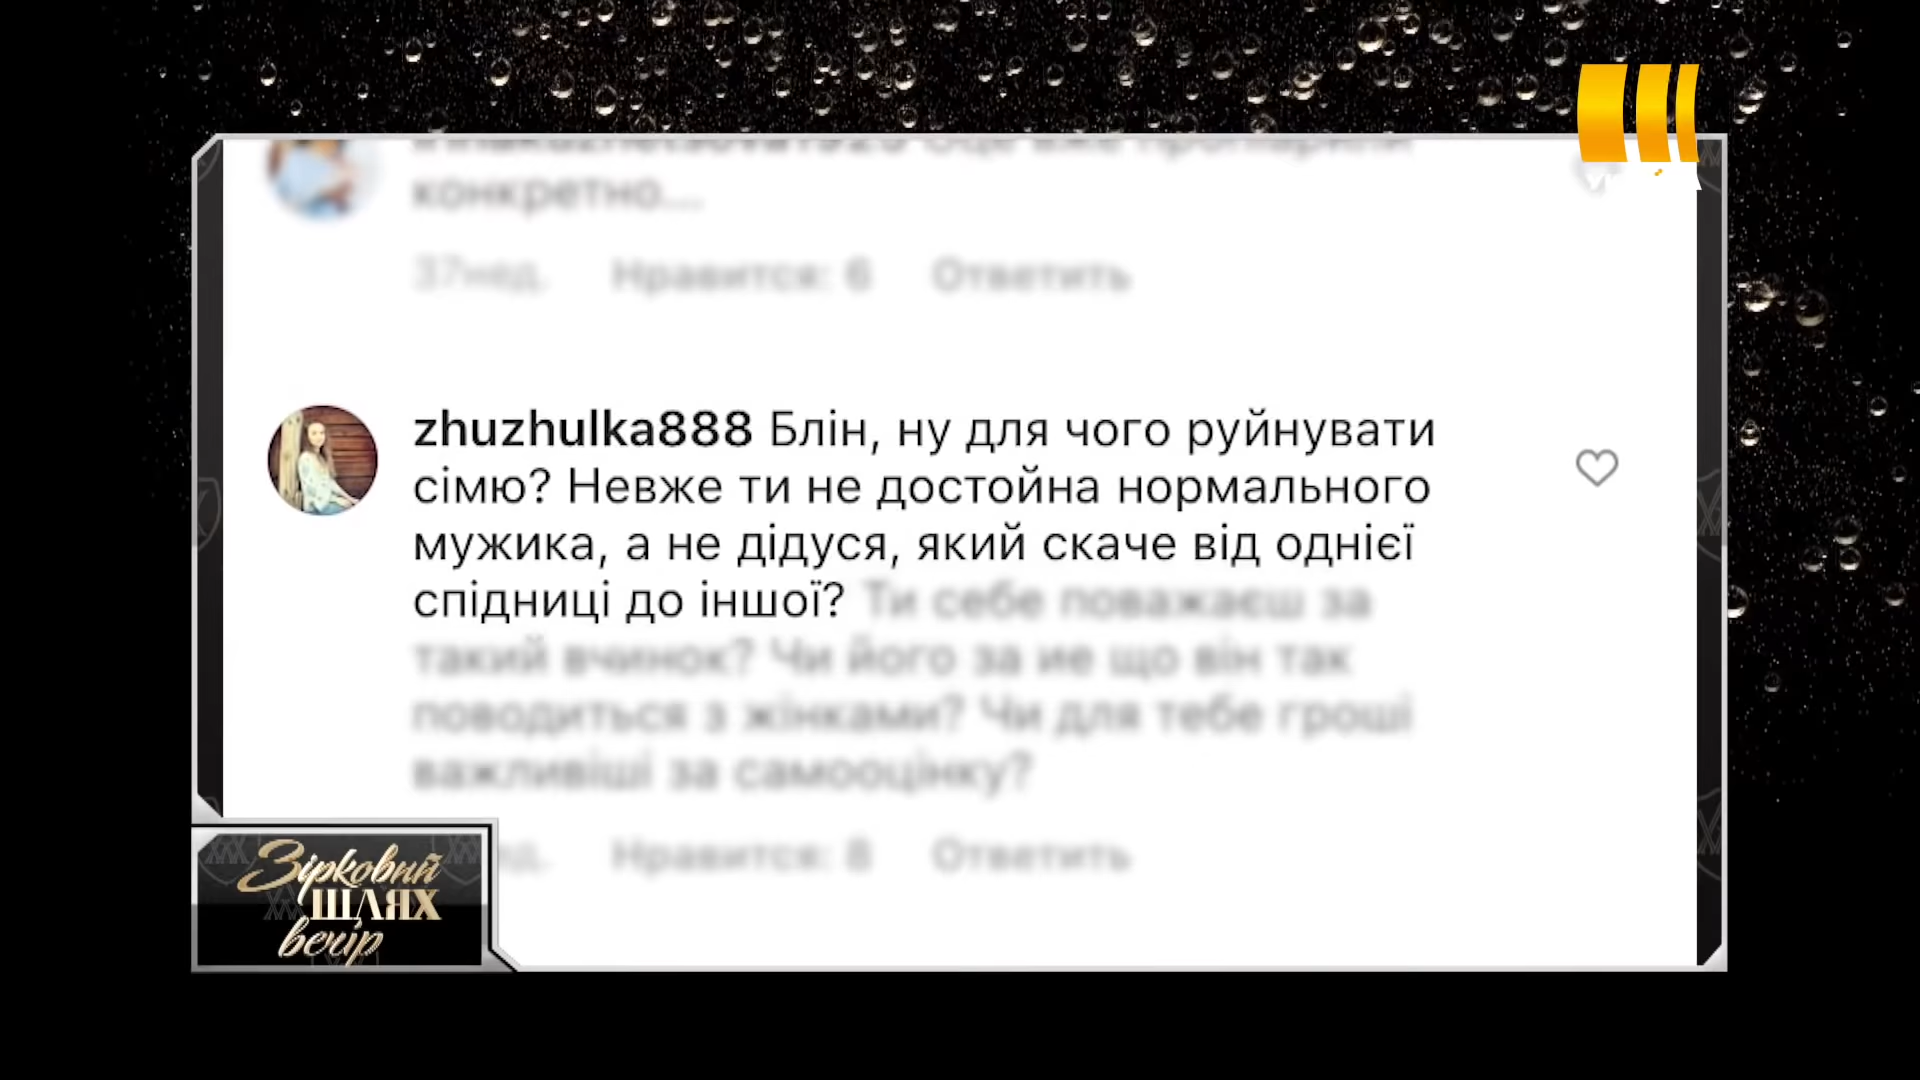 конкретно...
37нед. Нравится: 6 Ответить
zhuzhulka888 Блін, ну для чого руйнувати
сімю? Невже ти не достойна нормального
мужика, а не дідуся, який скаче від однієї
спідниці до іншої? Ти себе поважаєш за
такий вчинок? Чи його за ие що він так
поводиться з жінками? Чи для тебе гроші
важливіші за самооцінку?
Нравится: 8 Ответить
Зірковий
ШЛЯХ
вечір